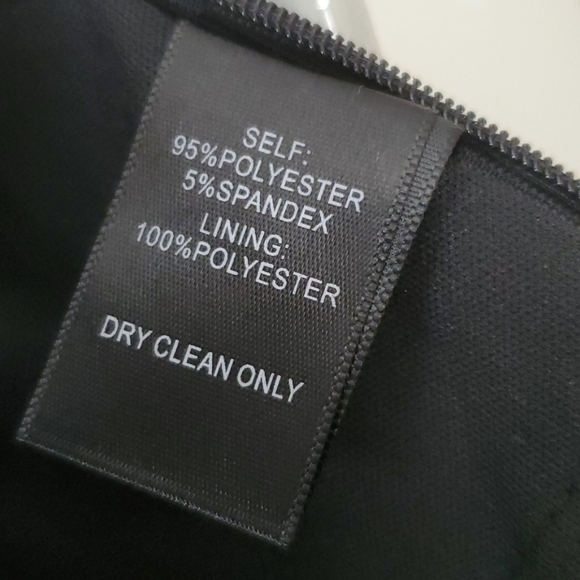 SELF:
95%POLYESTER
5%SPANDEX
LINING:
100%POLYESTER
DRY CLEAN ONLY